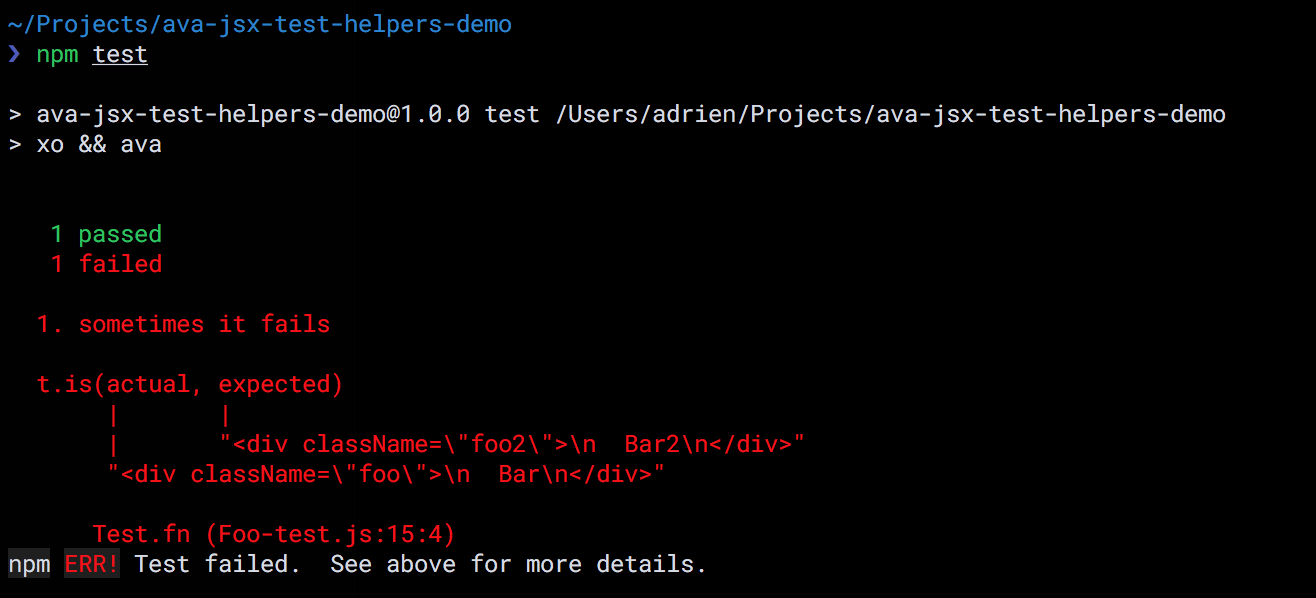 ~/Projects/ava-jsx-test-helpers-demo
❯ npm test
> ava-jsx-test-helpers-demo@1.0.0 test /Users/adrien/Projects/ava-jsx-test-helpers-demo
> xo && ava
1 passed
1 failed
1. sometimes it fails
t.is(actual, expected)
|       |
|       "<div className=\"foo2\">\n  Bar2\n</div>"
"<div className=\"foo\">\n  Bar\n</div>"
Test.fn (Foo-test.js:15:4)
npm ERR! Test failed.  See above for more details.